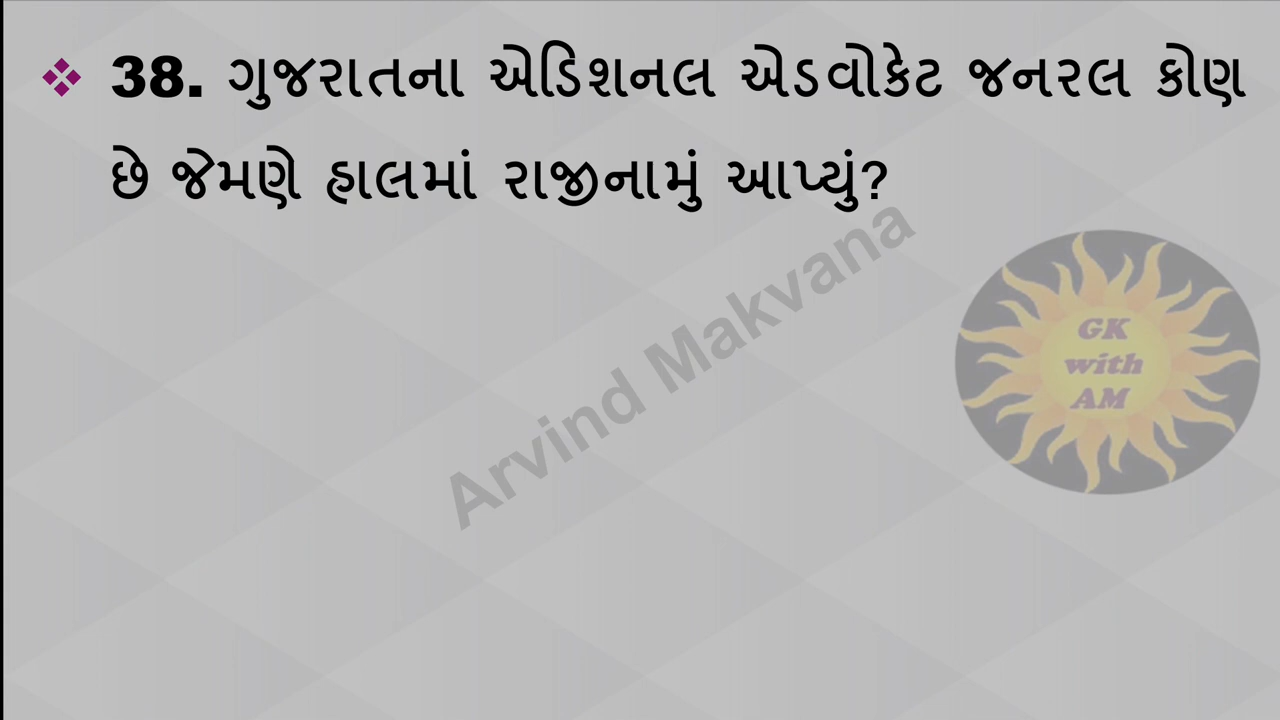 ❖ 38. ગુજરાતના એડિશનલ એડવોકેટ જનરલ કોણ
છે જેમણે હાલમાં રાજીનામું આપ્યું?
Arvind Makvana
GK
with
AM